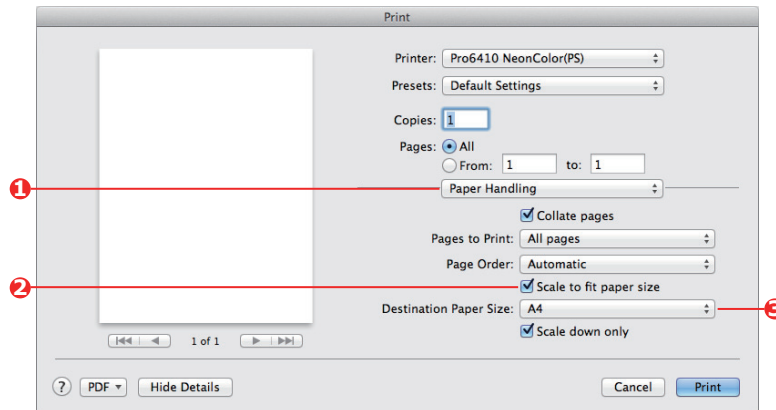 Print
Printer: Pro6410 NeonColor(PS)
Presets: Default Settings
Copies: 1
Pages: All
From: 1 to: 1
1 Paper Handling
Collate pages
Pages to Print: All pages
Page Order: Automatic
2 Scale to fit paper size
Destination Paper Size: A4 3
Scale down only
1 of 1
? PDF Hide Details Cancel Print